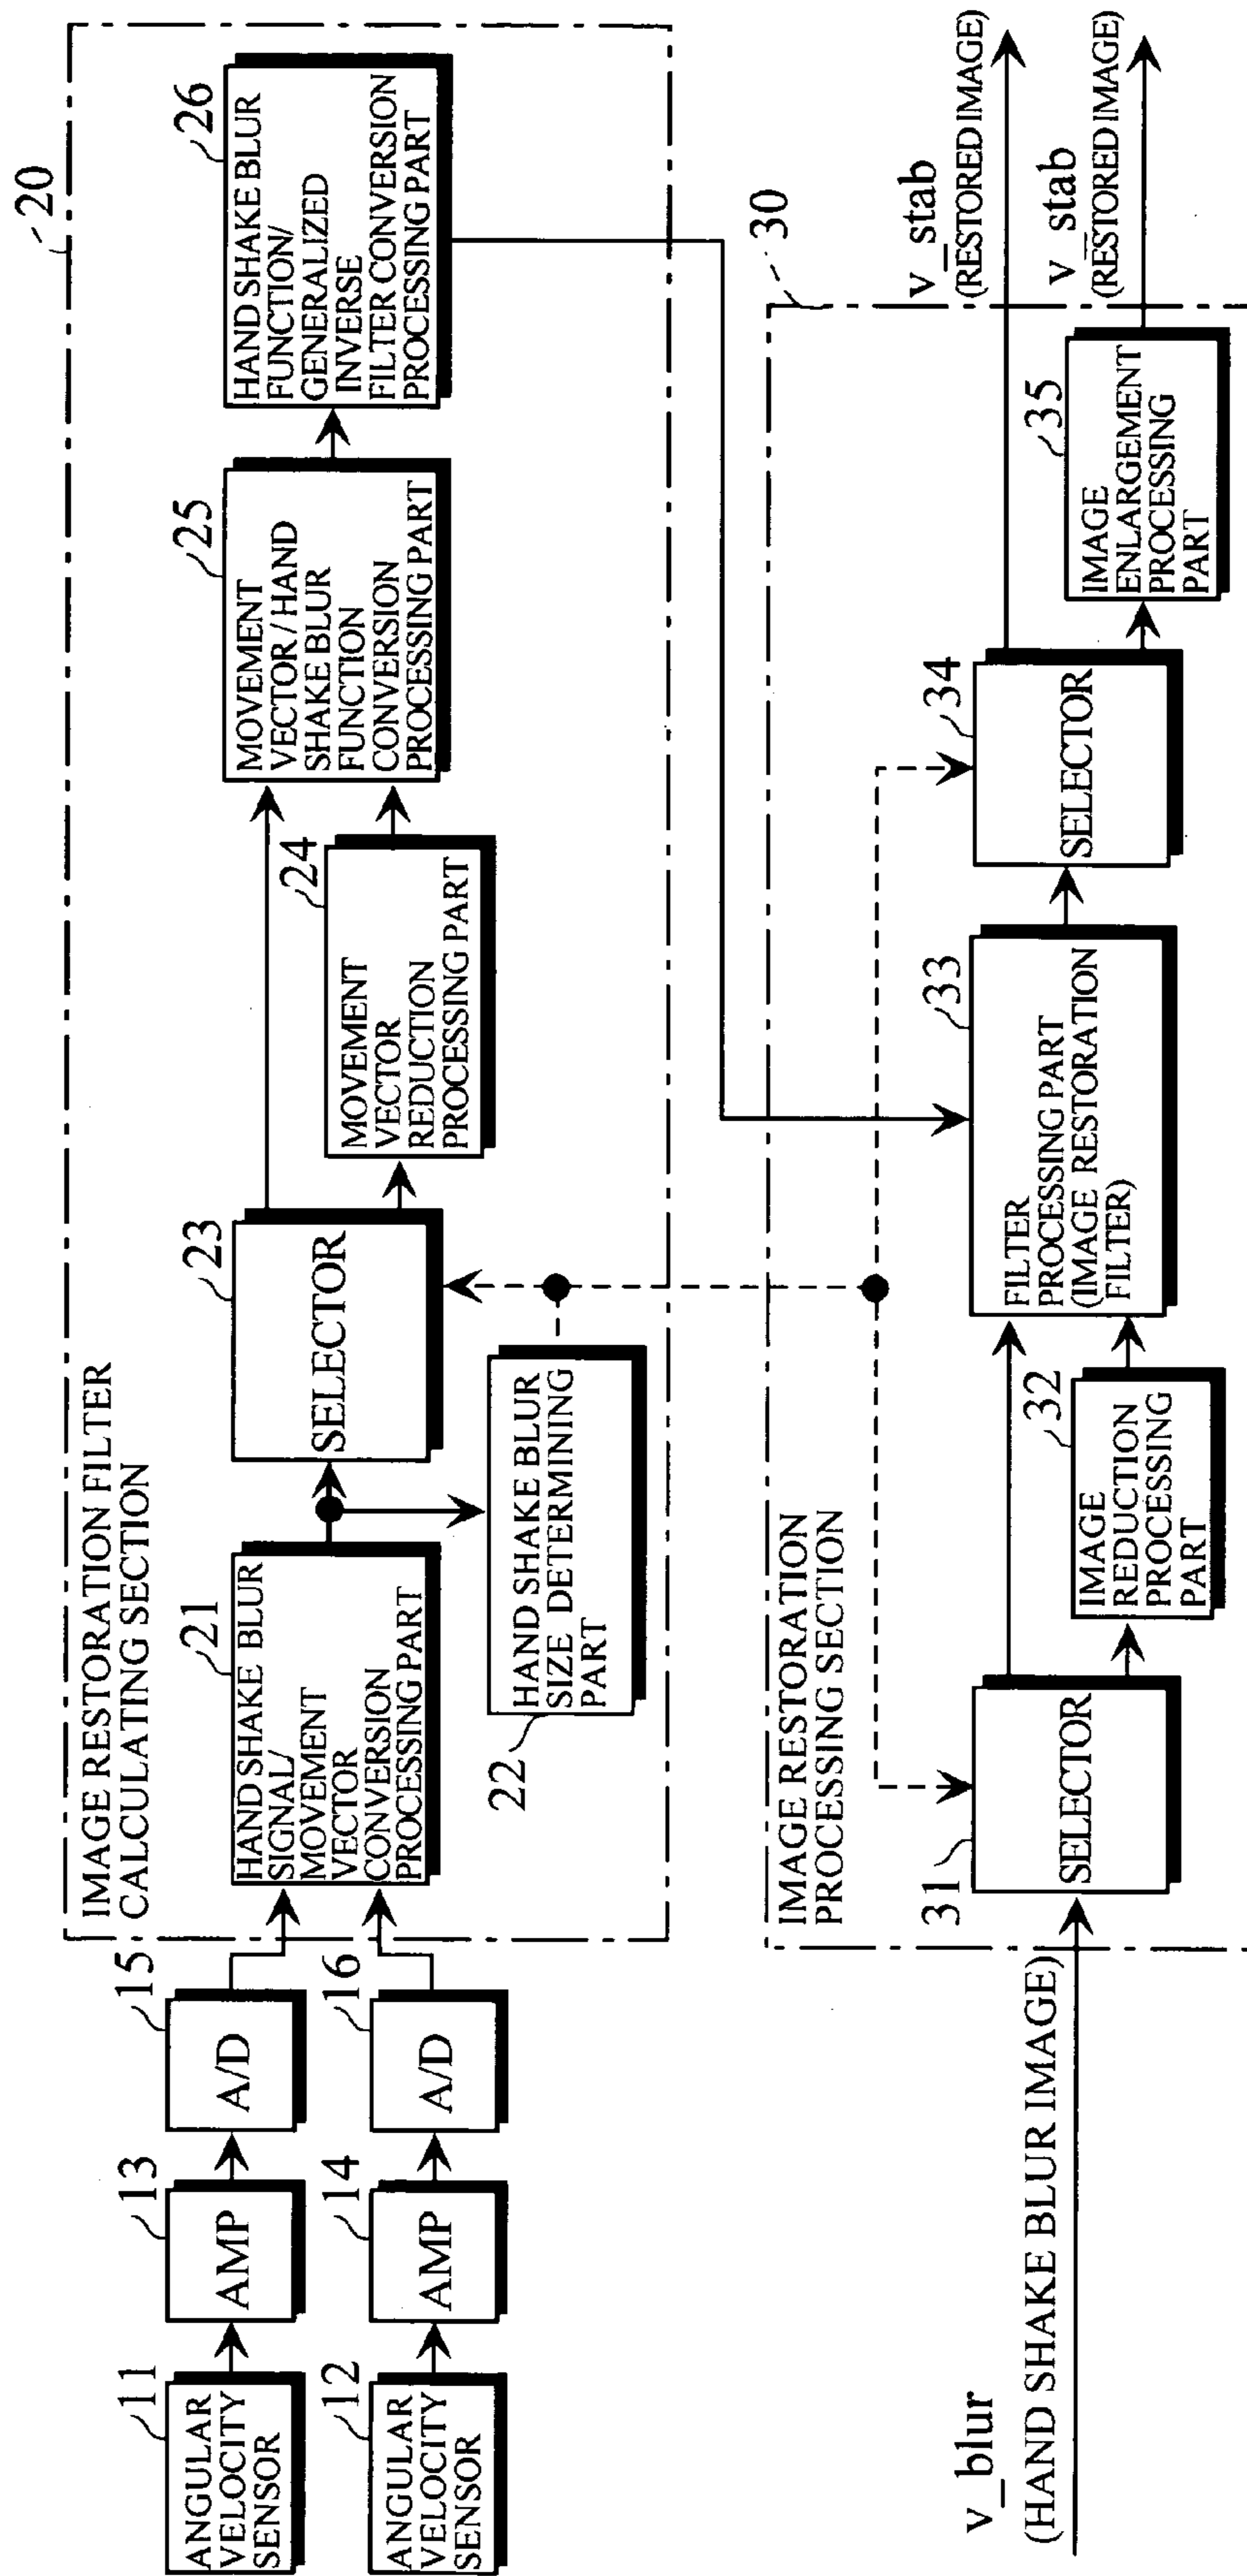 20
IMAGE RESTORATION FILTER
CALCULATING SECTION
11
ANGULAR
VELOCITY
SENSOR
13
AMP
15
A/D
12
ANGULAR
VELOCITY
SENSOR
14
AMP
16
A/D
21
HAND SHAKE BLUR
SIGNAL/
MOVEMENT
VECTOR
CONVERSION
PROCESSING PART
22
HAND SHAKE BLUR
SIZE DETERMINING
PART
23
SELECTOR
24
MOVEMENT
VECTOR
REDUCTION
PROCESSING PART
25
MOVEMENT
VECTOR/HAND
SHAKE BLUR
FUNCTION
CONVERSION
PROCESSING PART
26
HAND SHAKE BLUR
FUNCTION/
GENERALIZED
INVERSE
FILTER CONVERSION
PROCESSING PART
30
IMAGE RESTORATION
PROCESSING SECTION
v_blur
(HAND SHAKE BLUR IMAGE)
31
SELECTOR
32
IMAGE
REDUCTION
PROCESSING
PART
33
FILTER
PROCESSING PART
(IMAGE RESTORATION
FILTER)
34
SELECTOR
35
IMAGE
ENLARGEMENT
PROCESSING
PART
v_stab
(RESTORED IMAGE)
v_stab
(RESTORED IMAGE)